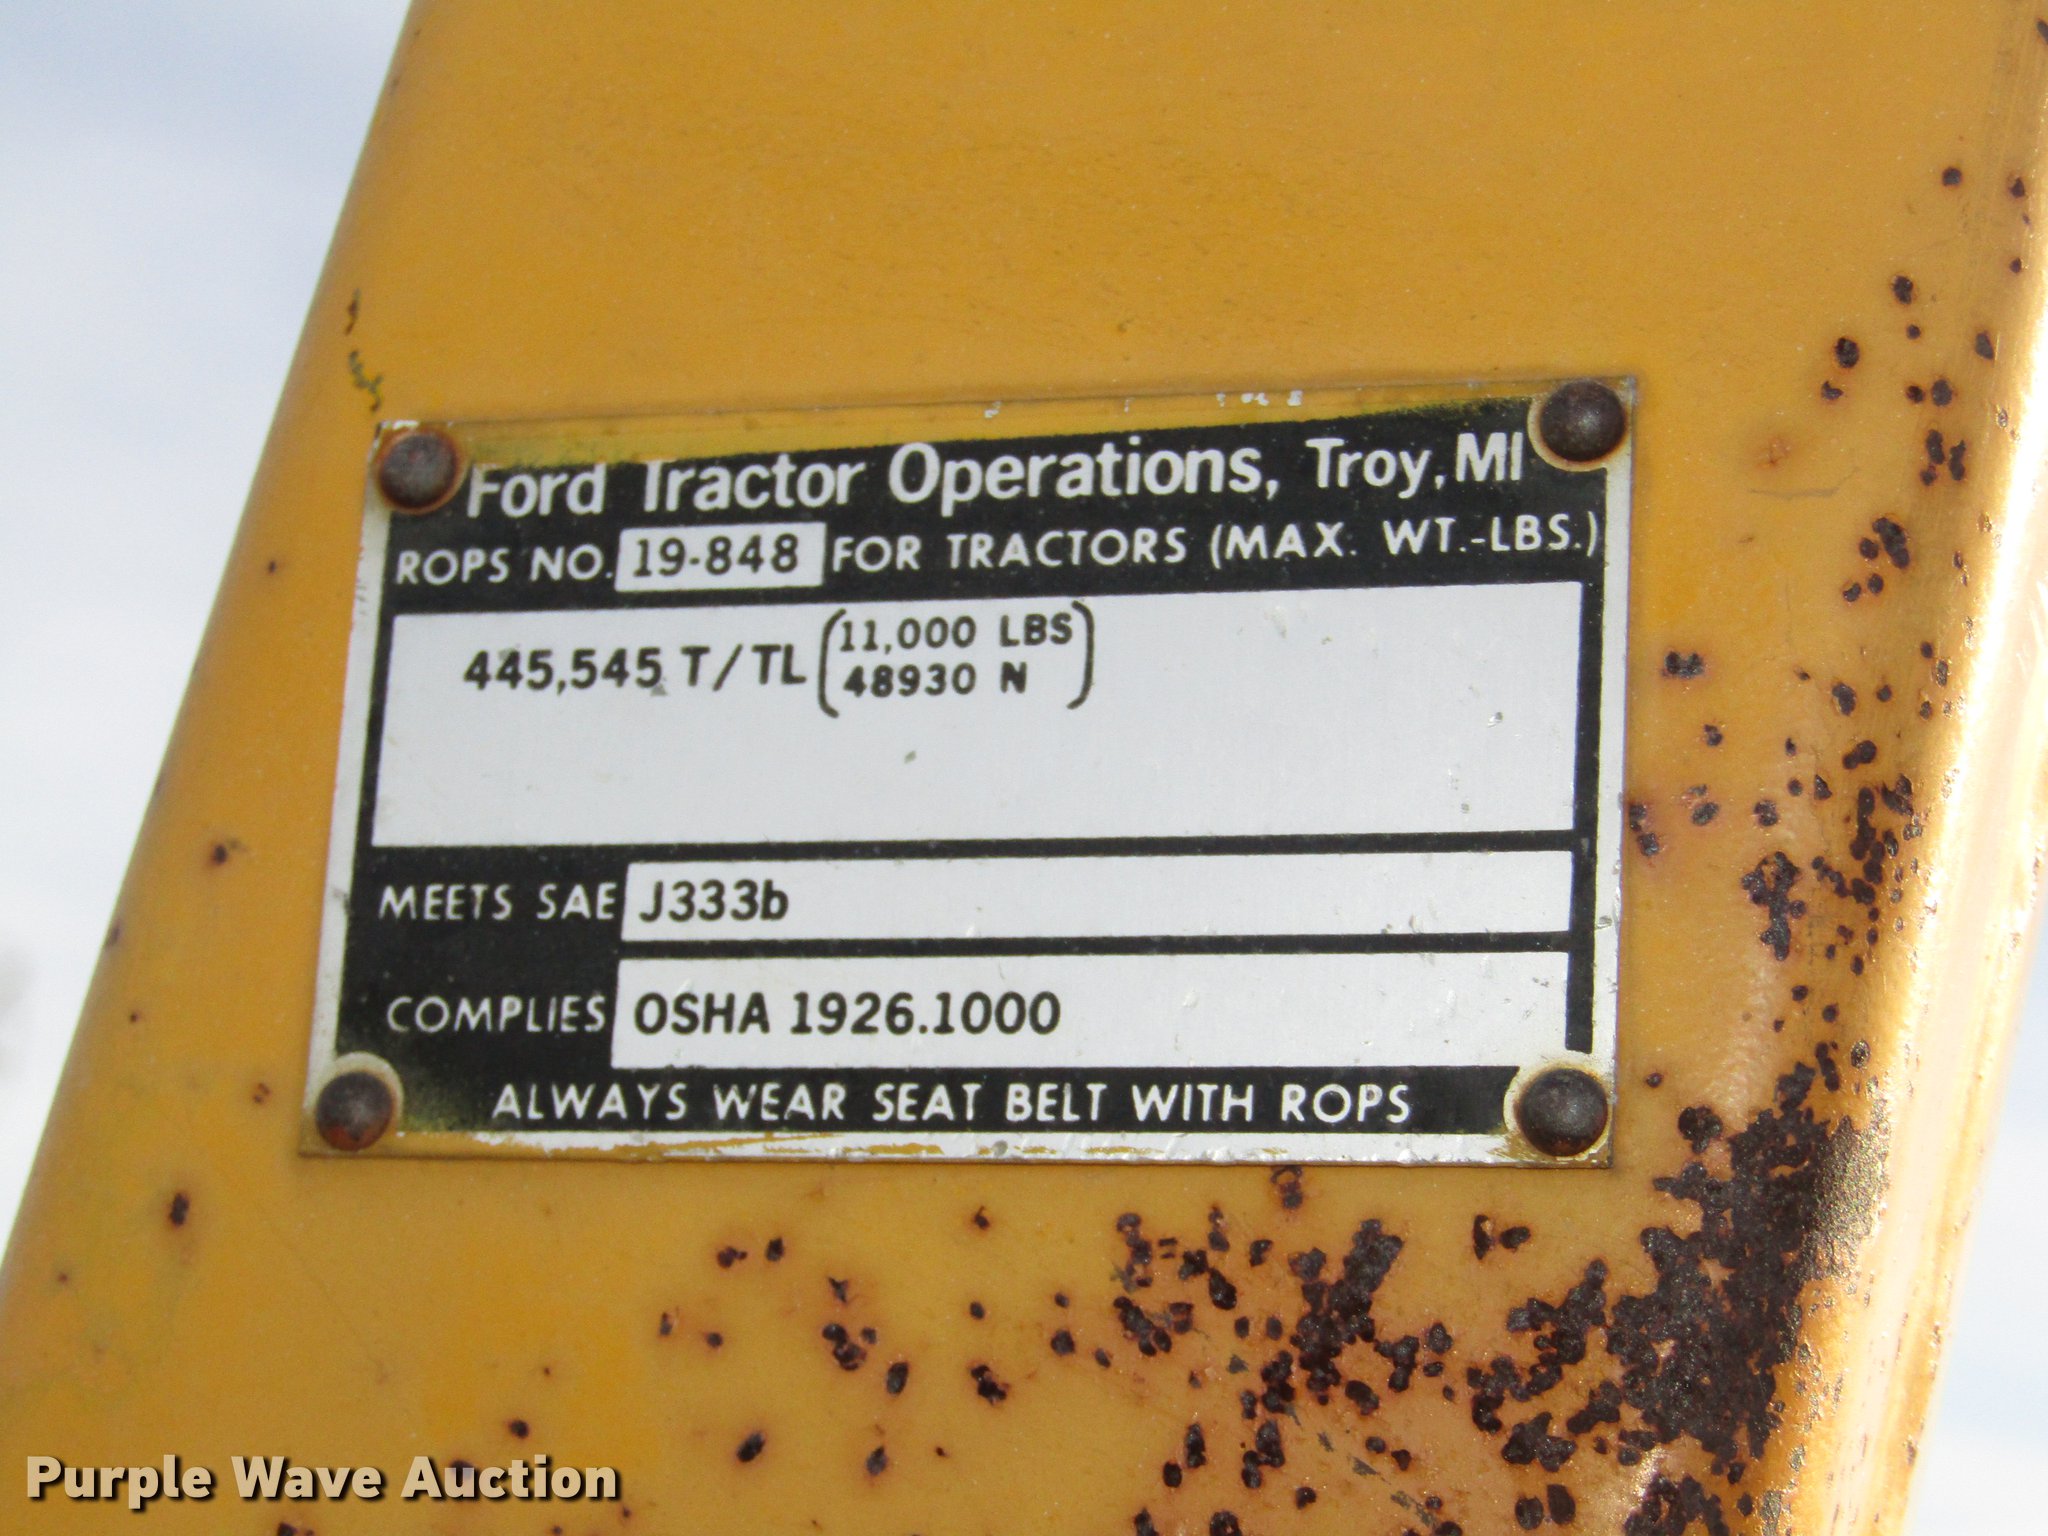 Ford Tractor Operations, Troy, MI
ROPS NO. 19-848 FOR TRACTORS (MAX. WT.-LBS.)
445,545 T/TL (11,000 LBS
48930 N)
MEETS SAE J333b
COMPLIES OSHA 1926.1000
ALWAYS WEAR SEAT BELT WITH ROPS
Purple Wave Auction